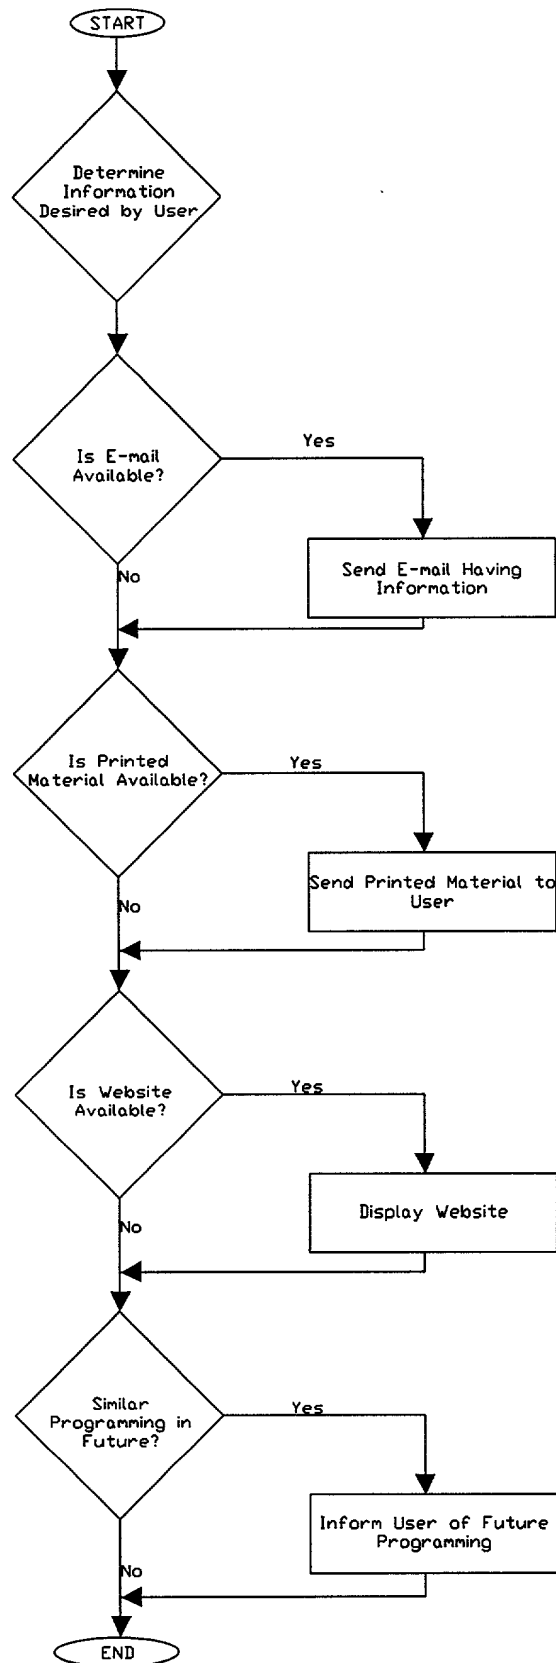 START
Determine
Information
Desired by User
Is E-mail
Available?
Yes
Send E-mail Having
Information
No
Is Printed
Material Available?
Yes
Send Printed Material to
User
No
Is Website
Available?
Yes
Display Website
No
Similar
Programming in
Future?
Yes
Inform User of Future
Programming
No
END